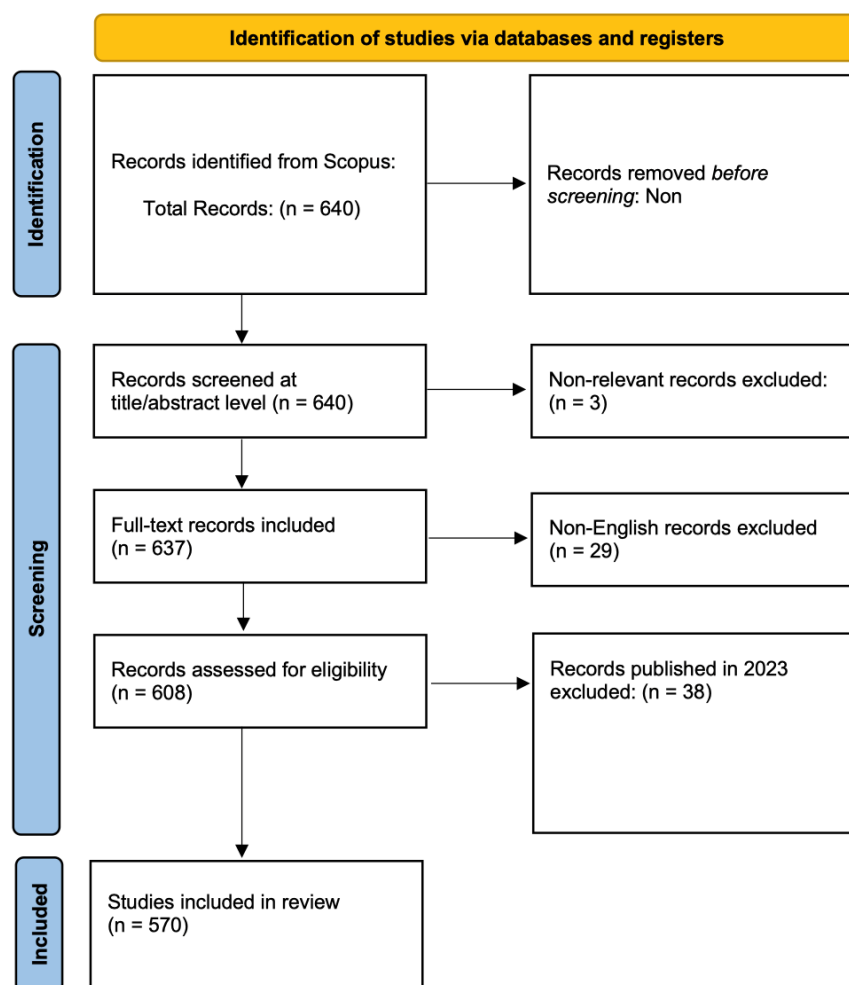 Identification of studies via databases and registers
Identification
Records identified from Scopus:
Total Records: (n = 640)
Records removed before
screening: Non
Screening
Records screened at
title/abstract level (n = 640)
Non-relevant records excluded:
(n = 3)
Full-text records included
(n = 637)
Non-English records excluded
(n = 29)
Records assessed for eligibility
(n = 608)
Records published in 2023
excluded: (n = 38)
Included
Studies included in review
(n = 570)